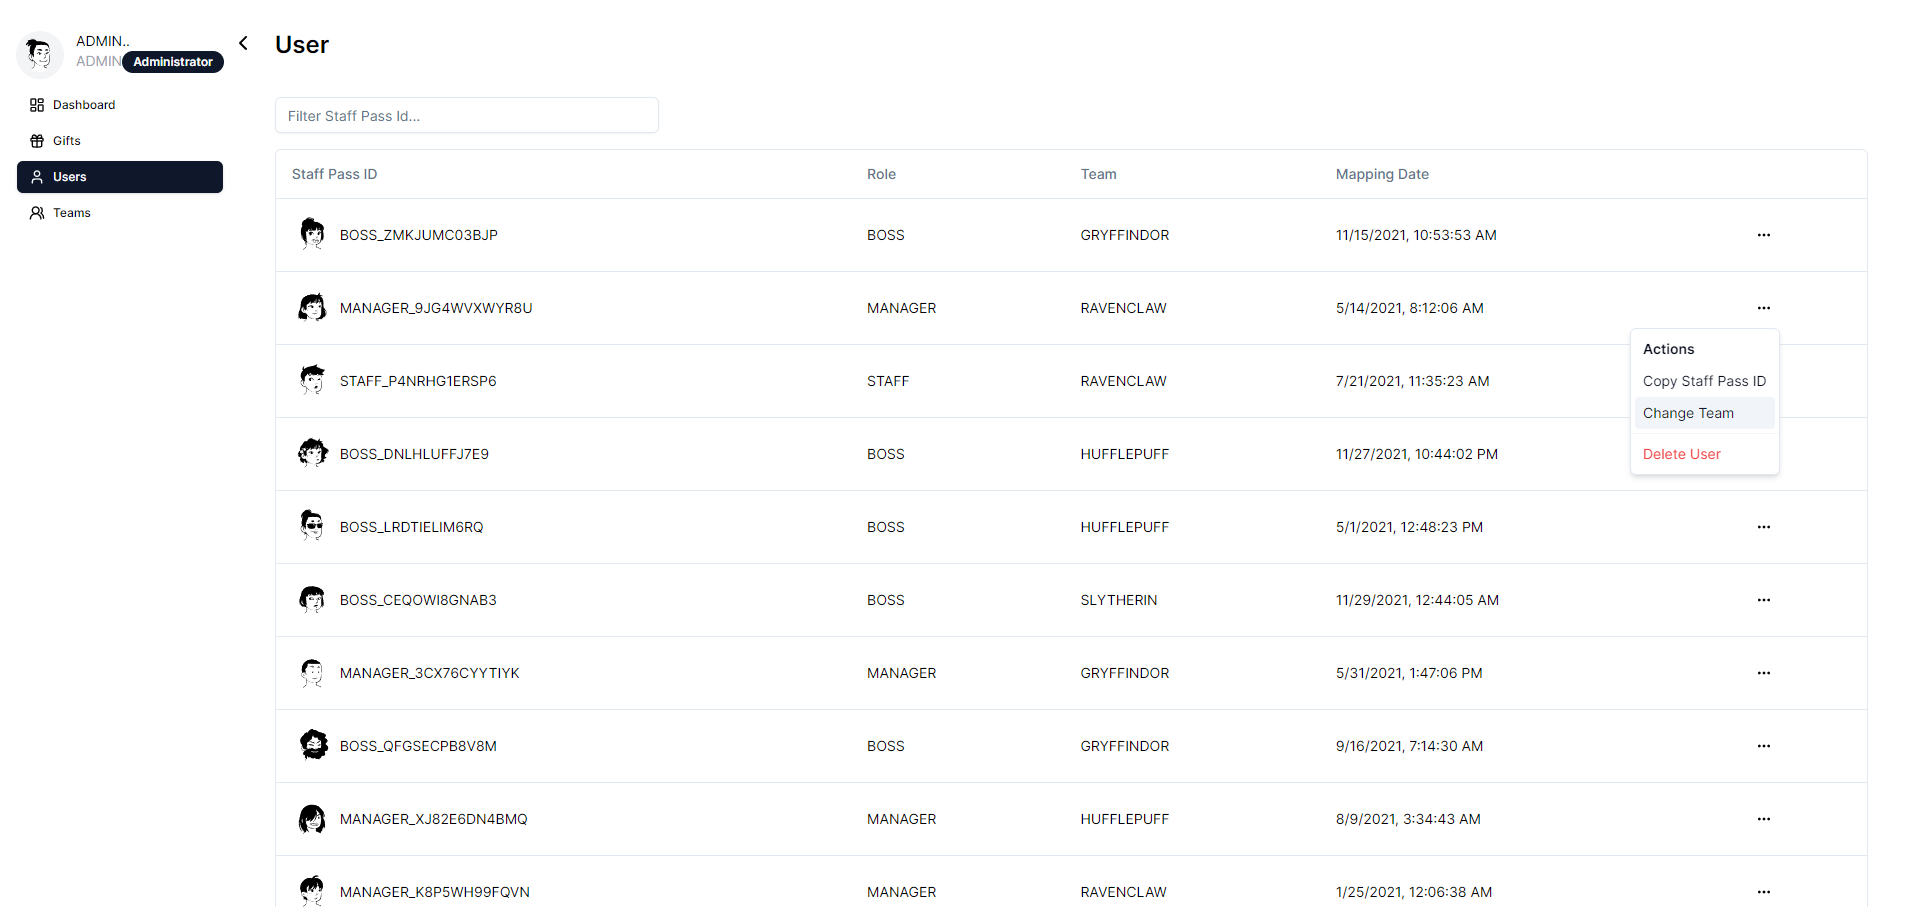 ADMIN..
ADMIN Administrator
Dashboard
Gifts
Users
Teams
User
Filter Staff Pass Id...
Staff Pass ID Role Team Mapping Date
BOSS_ZMKJUMC03BJP BOSS GRYFFINDOR 11/15/2021, 10:53:53 AM
MANAGER_9JG4WVXWYR8U MANAGER RAVENCLAW 5/14/2021, 8:12:06 AM
STAFF_P4NRHG1ERSP6 STAFF RAVENCLAW 7/21/2021, 11:35:23 AM
BOSS_DNLHLUFFJ7E9 BOSS HUFFLEPUFF 11/27/2021, 10:44:02 PM
BOSS_LRDTIELIM6RQ BOSS HUFFLEPUFF 5/1/2021, 12:48:23 PM
BOSS_CEQOWI8GNAB3 BOSS SLYTHERIN 11/29/2021, 12:44:05 AM
MANAGER_3CX76CYYTIYK MANAGER GRYFFINDOR 5/31/2021, 1:47:06 PM
BOSS_QFGSECPB8V8M BOSS GRYFFINDOR 9/16/2021, 7:14:30 AM
MANAGER_XJ82E6DN4BMQ MANAGER HUFFLEPUFF 8/9/2021, 3:34:43 AM
MANAGER_K8P5WH99FQVN MANAGER RAVENCLAW 1/25/2021, 12:06:38 AM
Actions
Copy Staff Pass ID
Change Team
Delete User